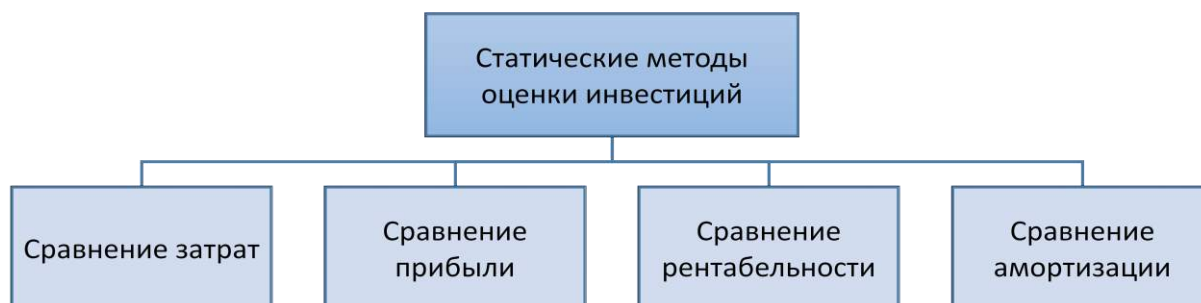 Статические методы
оценки инвестиций
Сравнение затрат
Сравнение
прибыли
Сравнение
рентабельности
Сравнение
амортизации